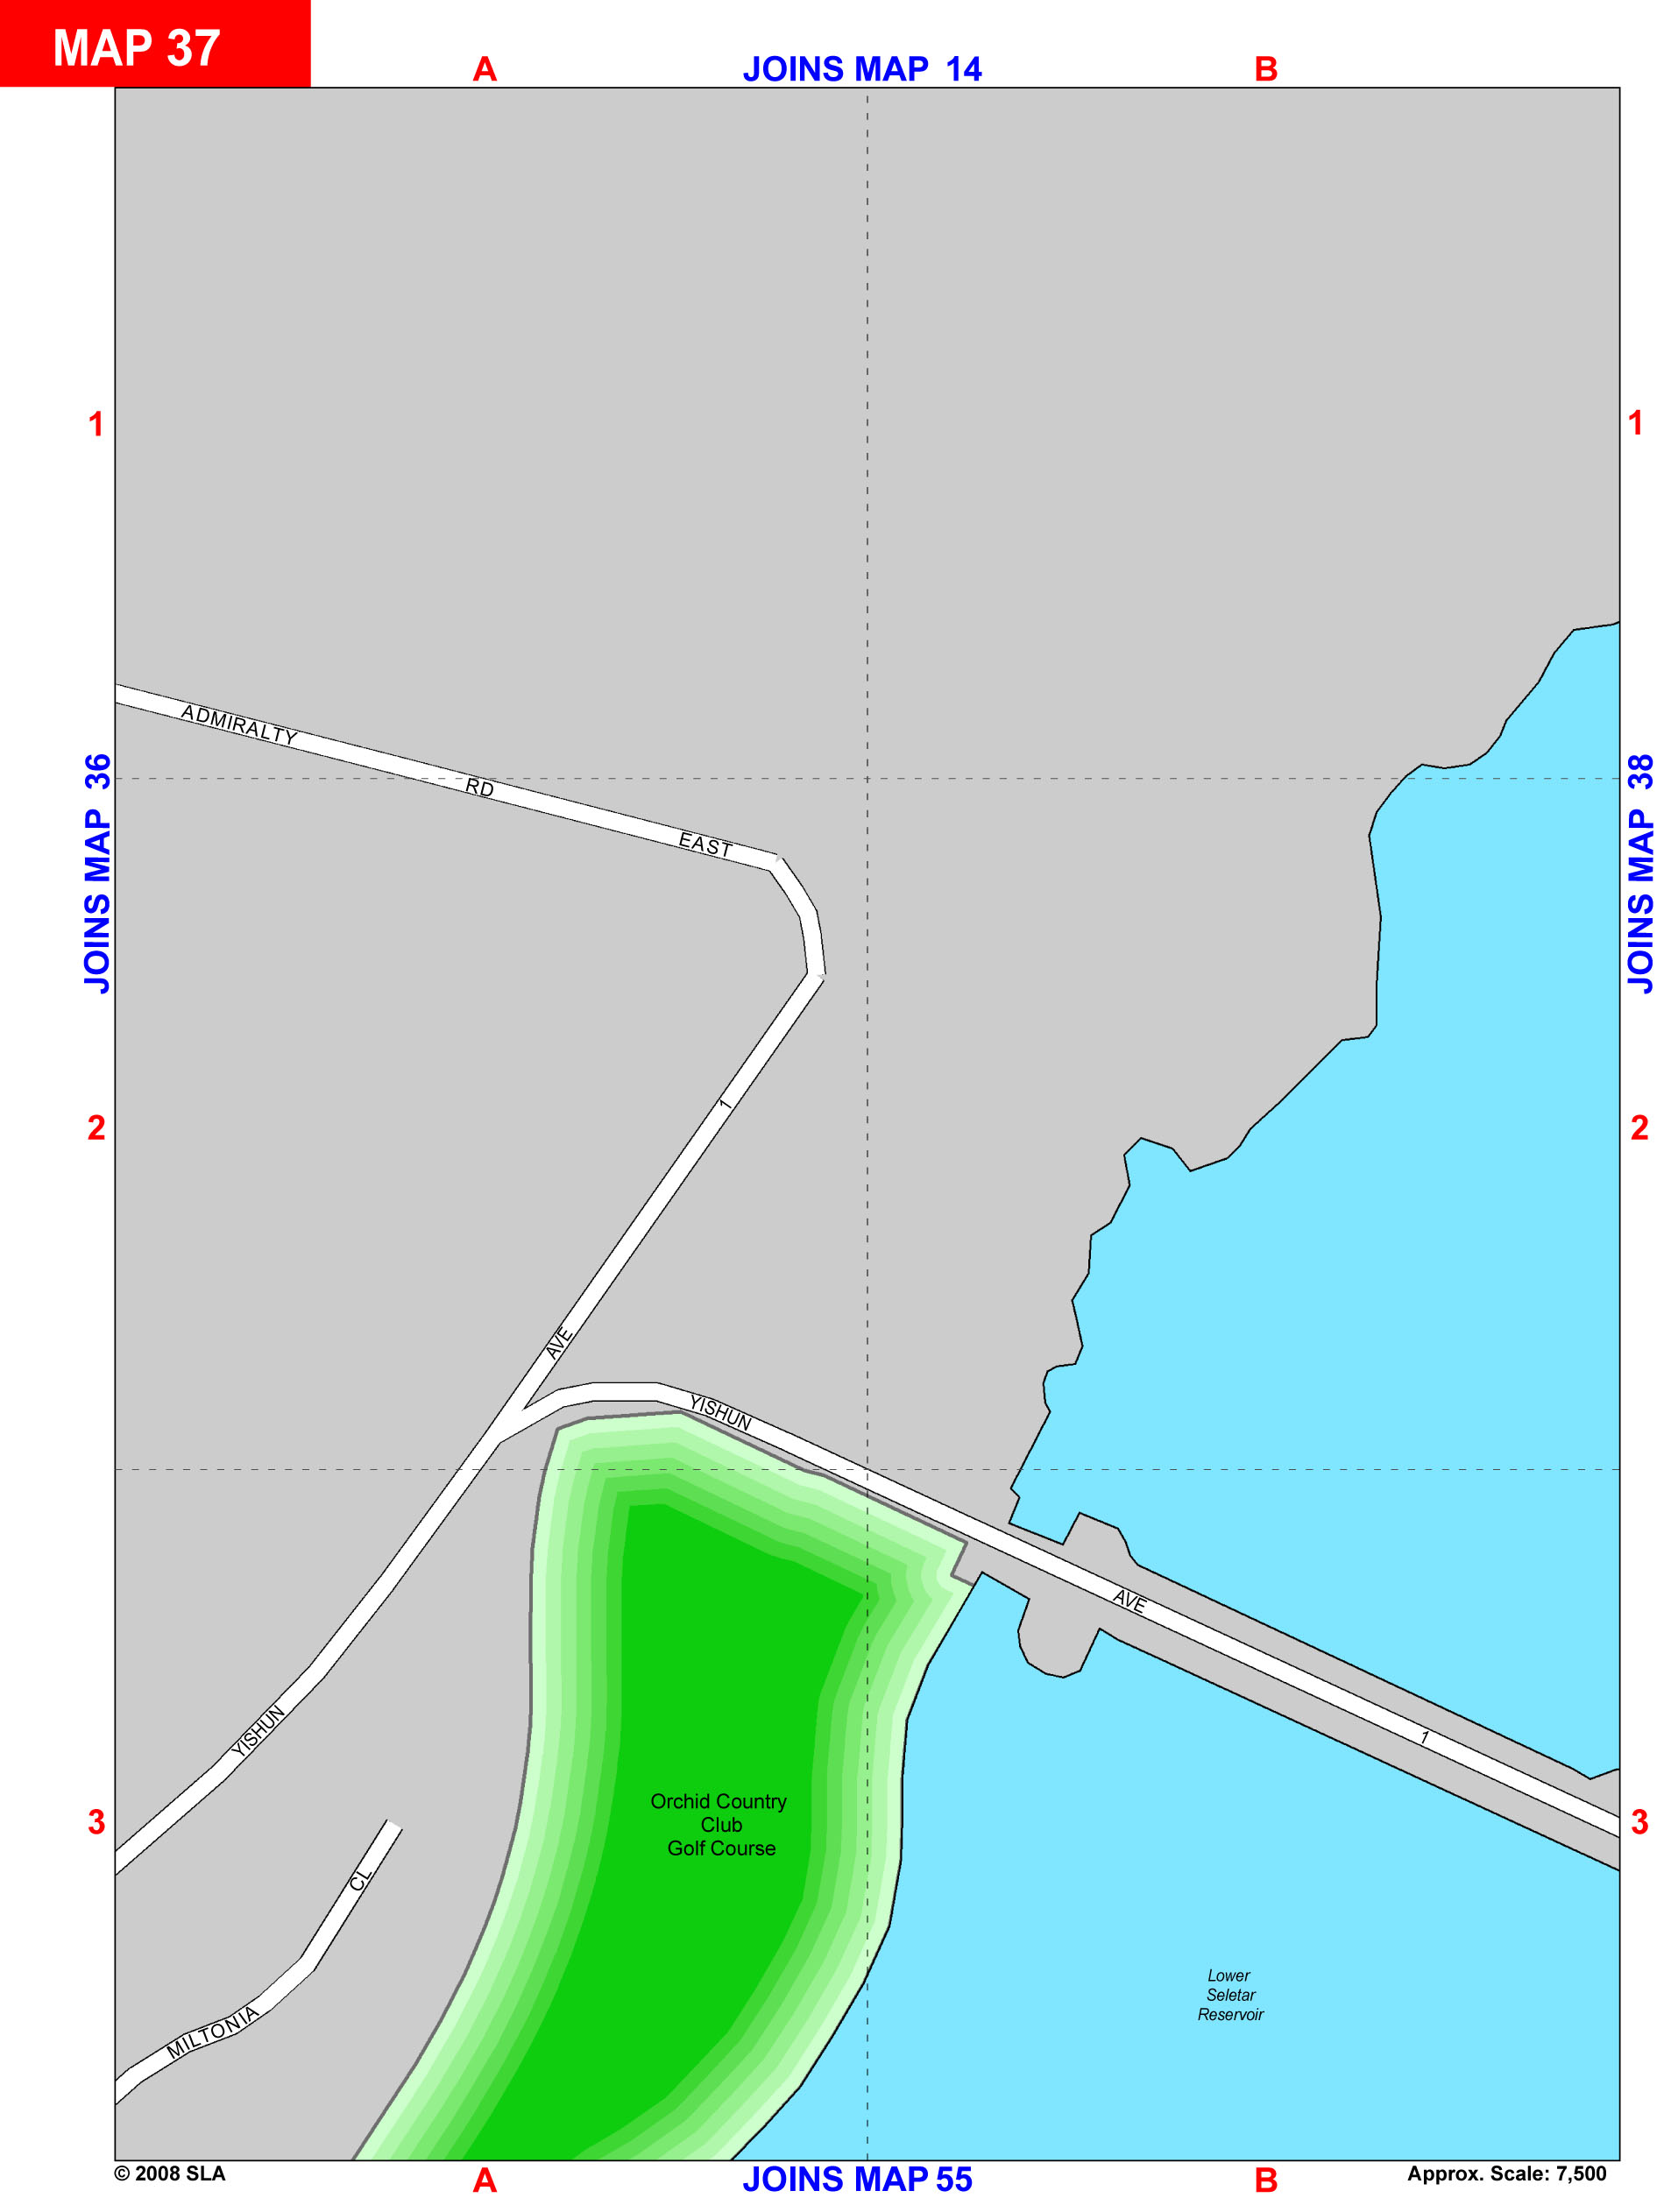 MAP 37
A
JOINS MAP 14
B
1
1
ADMIRALTY
RD
EAST
JOINS MAP 36
JOINS MAP 38
2
1
2
AVE
YISHUN
AVE
YISHUN
1
3
Orchid Country
Club
Golf Course
3
CL
MILTONIA
Lower
Seletar
Reservoir
© 2008 SLA
A
JOINS MAP 55
B
Approx. Scale: 7,500